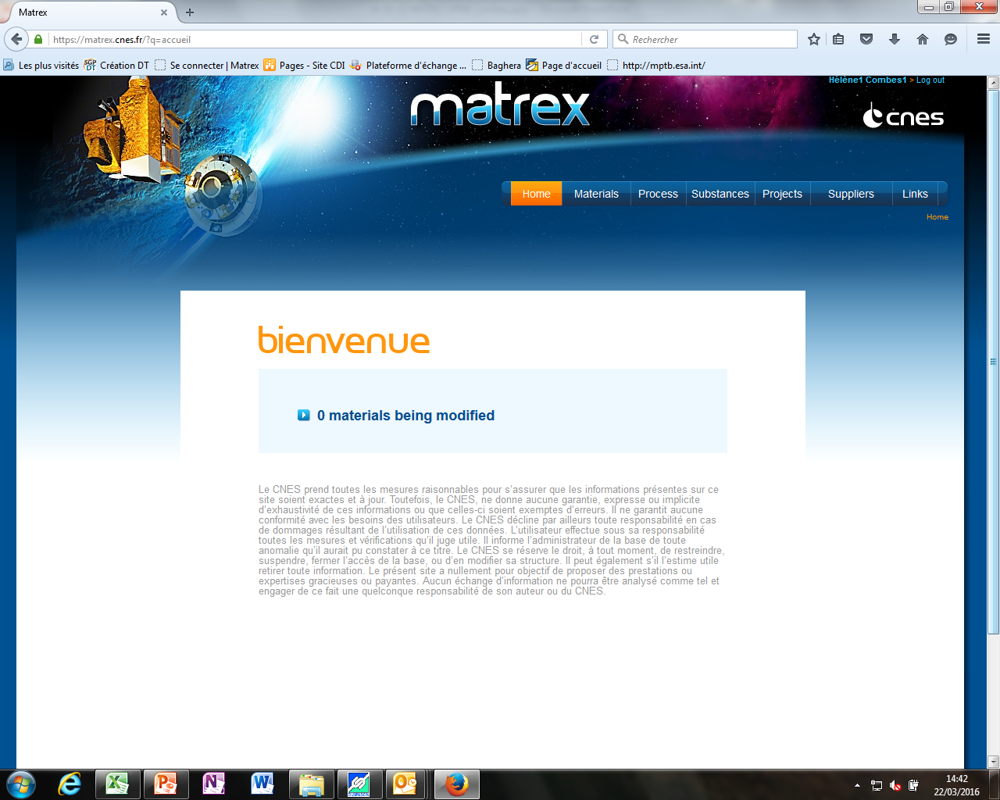 Matrex
https://matrex.cnes.fr/?q=accueil
Rechercher
Les plus visités
Création DT
Se connecter | Matrex
Pages - Site CDI
Plateforme d'échange ...
Baghera
Page d'accueil
http://mptb.esa.int/
Hélène1 Combes1 > Log out
matrex
cnes
Home Materials Process Substances Projects Suppliers Links
Home
bienvenue
0 materials being modified
Le CNES prend toutes les mesures raisonnables pour s’assurer que les informations présentes sur ce
site soient exactes et à jour. Toutefois, le CNES, ne donne aucune garantie, expresse ou implicite
d’exhaustivité de ces informations ou que celles-ci soient exemptes d’erreurs. Il ne garantit aucune
conformité avec les besoins des utilisateurs. Le CNES décline par ailleurs toute responsabilité en cas
de dommages résultant de l’utilisation de ces données. L’utilisateur effectue sous sa responsabilité
toutes les mesures et vérifications qu’il juge utile. Il informe l’administrateur de la base de toute
anomalie qu’il aurait pu constater à ce titre. Le CNES se réserve le droit, à tout moment, de restreindre,
suspendre, fermer l’accès de la base, ou d’en modifier sa structure. Il peut également s’il l’estime utile
retirer toute information. Le présent site a nullement pour objectif de proposer des prestations ou
expertises gracieuses ou payantes. Aucun échange d’information ne pourra être analysé comme tel et
engager de ce fait une quelconque responsabilité de son auteur ou du CNES.
14:42
22/03/2016